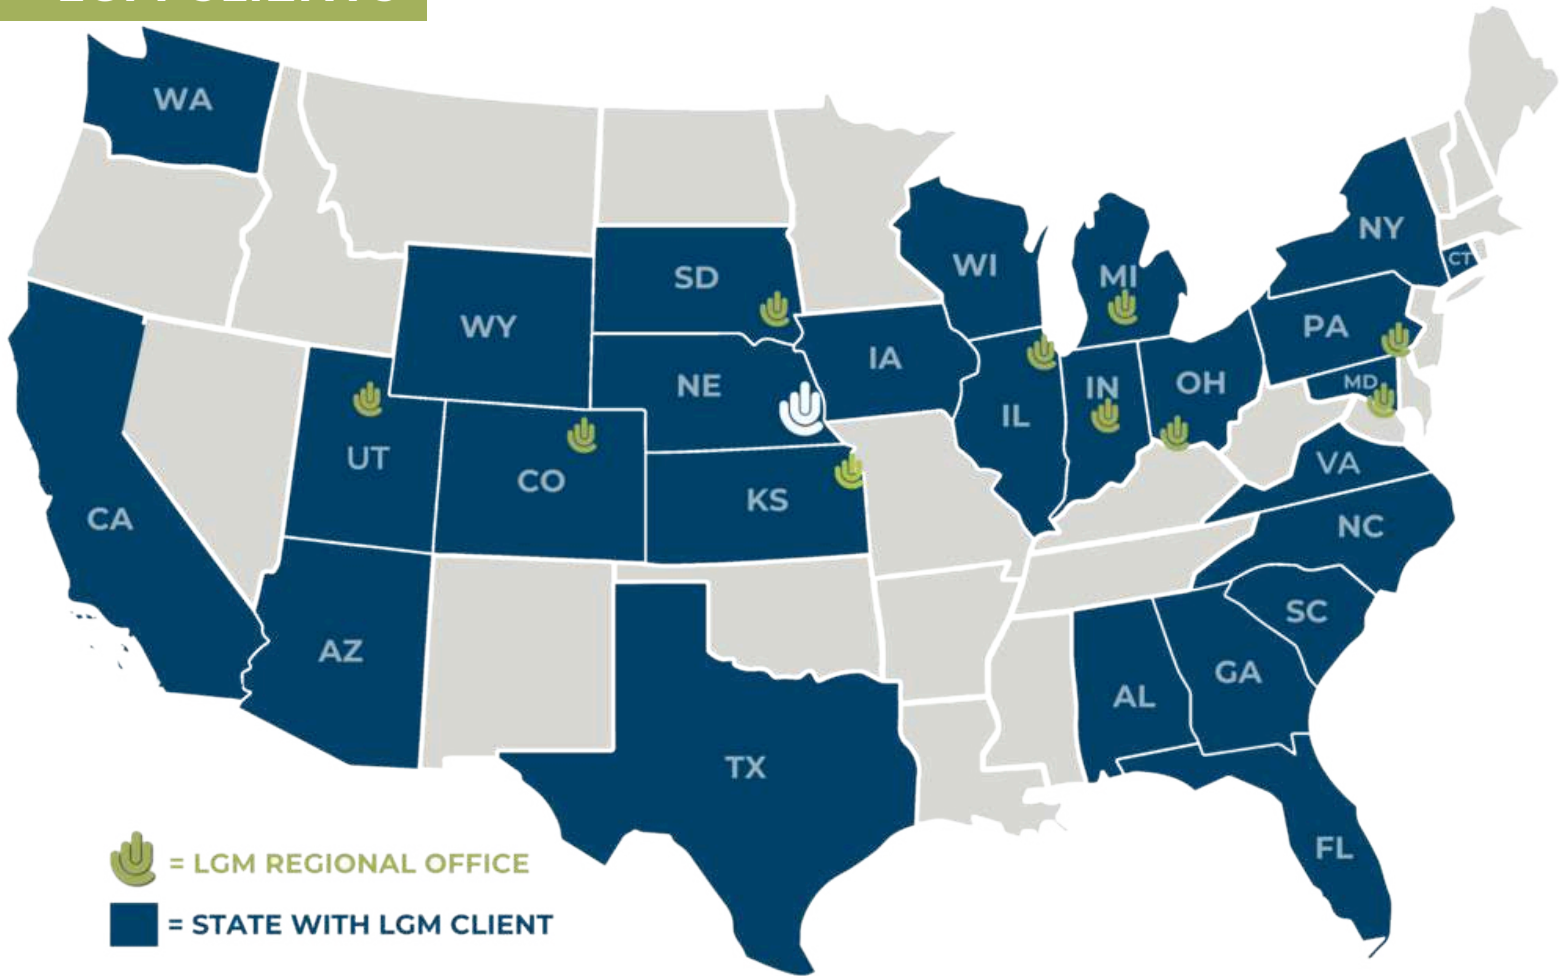 WA
NY
CT
WI
MI
SD
WY
PA
IA
NE
IN
OH
MD
IL
UT
CO
VA
KS
CA
NC
SC
AZ
GA
AL
TX
FL
= LGM REGIONAL OFFICE
= STATE WITH LGM CLIENT